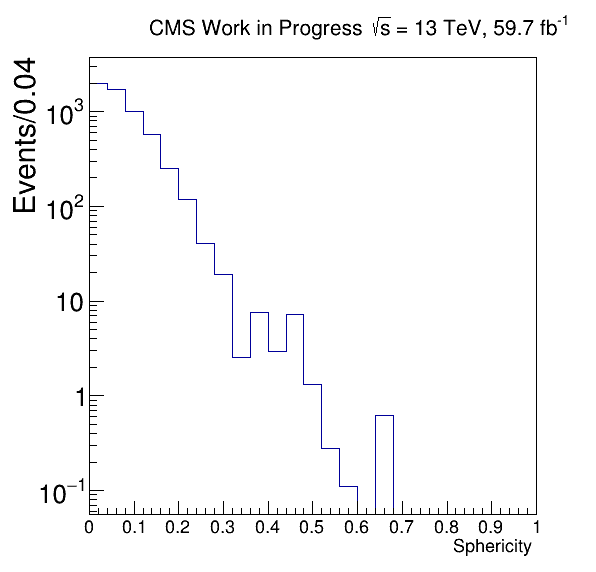 CMS Work in Progress √s = 13 TeV, 59.7 fb⁻¹
Events/0.04
10³
10²
10
1
10⁻¹
0 0.1 0.2 0.3 0.4 0.5 0.6 0.7 0.8 0.9 1
Sphericity